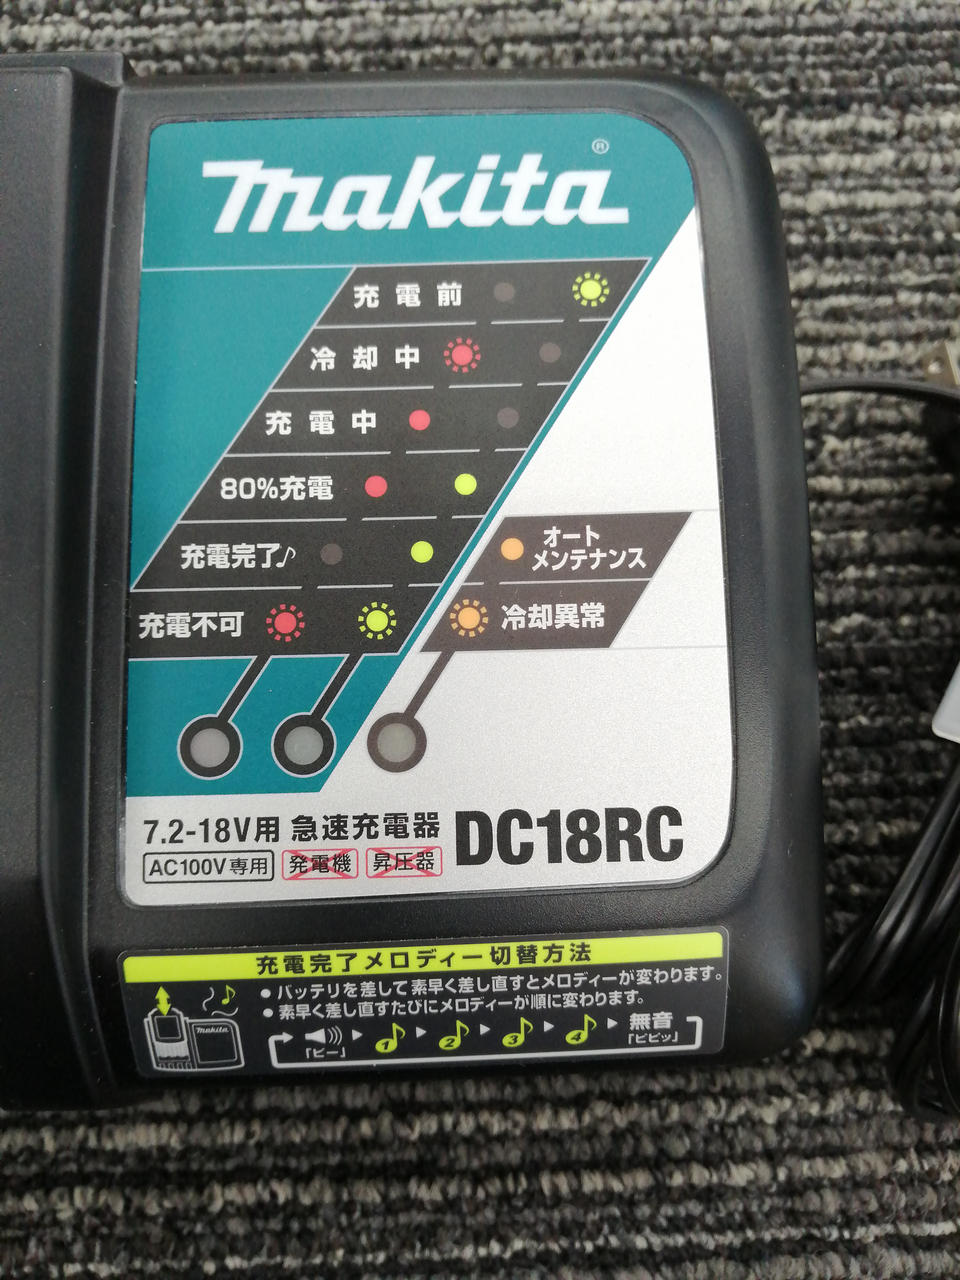 makita®
充電前
冷却中
充電中
80%充電
充電完了♪
充電不可
オート
メンテナンス
冷却異常
7.2-18V用 急速充電器 DC18RC
AC100V専用 発電機 昇圧器
充電完了メロディー切替方法
●バッテリを差して素早く差し直すとメロディーが変わります。
●素早く差し直すたびにメロディーが順に変わります。
makita
「ピー」 1 2 3 4 無音
「ピピッ」